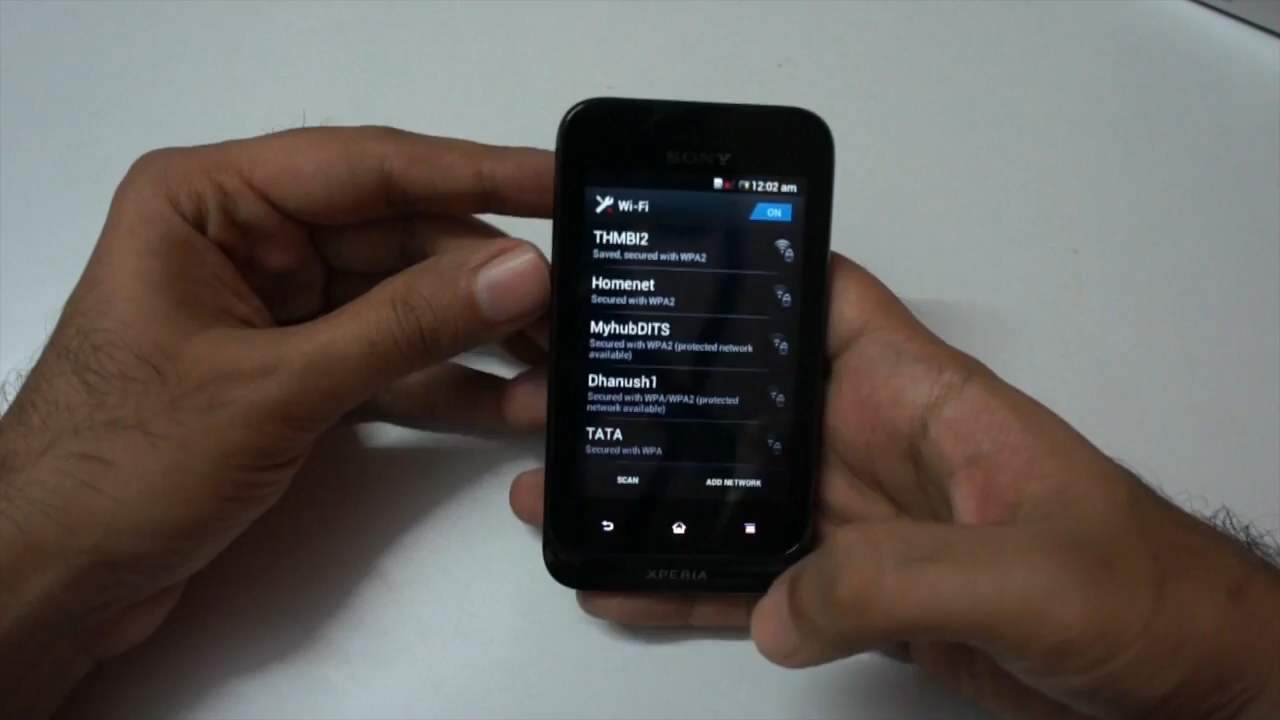 SONY
12:02 am
Wi-Fi
ON
THMBI2
Saved, secured with WPA2
Homenet
Secured with WPA2
MyhubDITS
Secured with WPA2 (protected network
available)
Dhanush1
Secured with WPA/WPA2 (protected
network available)
TATA
Secured with WPA
SCAN
ADD NETWORK
XPERIA